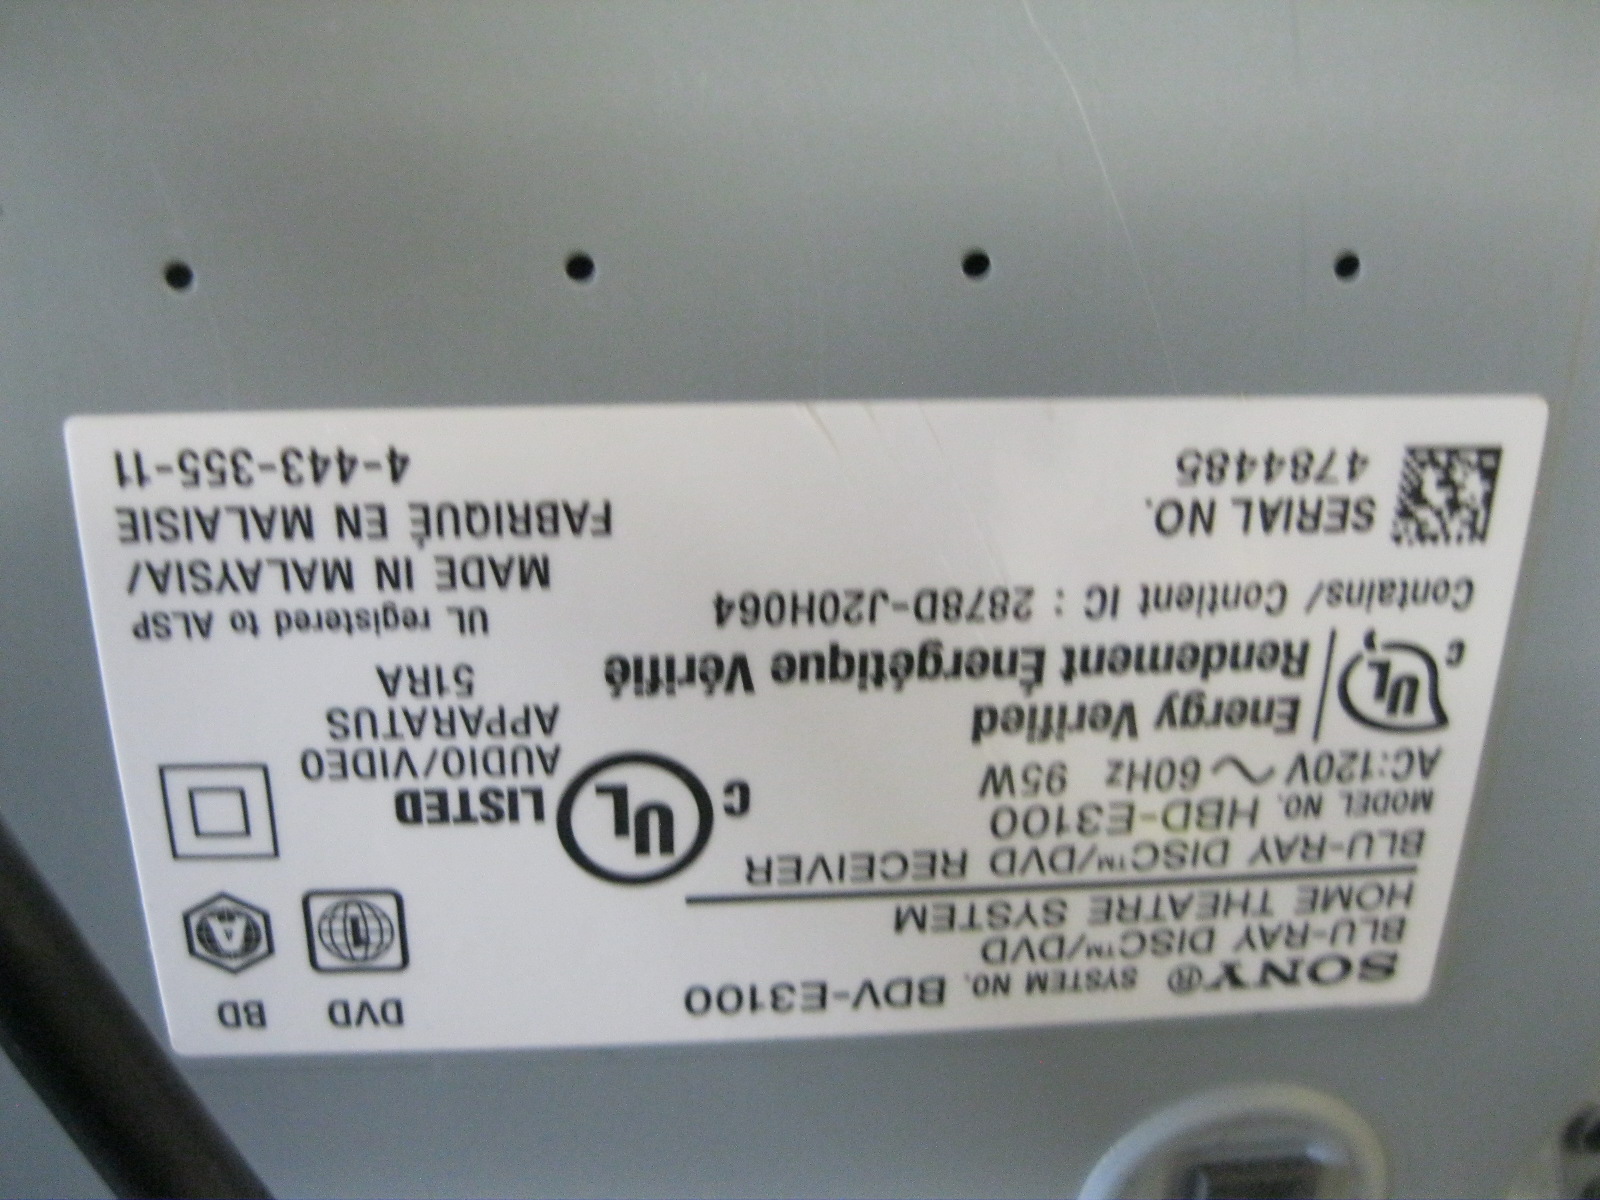 SONY® SYSTEM NO. BDV-E3100
BLU-RAY DISC™/DVD
HOME THEATRE SYSTEM
BLU-RAY DISC™/DVD RECEIVER
MODEL NO. HBD-E3100
AC:120V ~ 60Hz 95W
Energy Verified
Rendement Énergétique Vérifié
C UL
Contains/ Contient IC : 2878D-J20H064
SERIAL NO.
4784485
DVD BD
C UL LISTED
AUDIO/VIDEO
APPARATUS
51RA
UL registered to ALSP
MADE IN MALAYSIA/
FABRIQUÉ EN MALAISIE
4-443-355-11